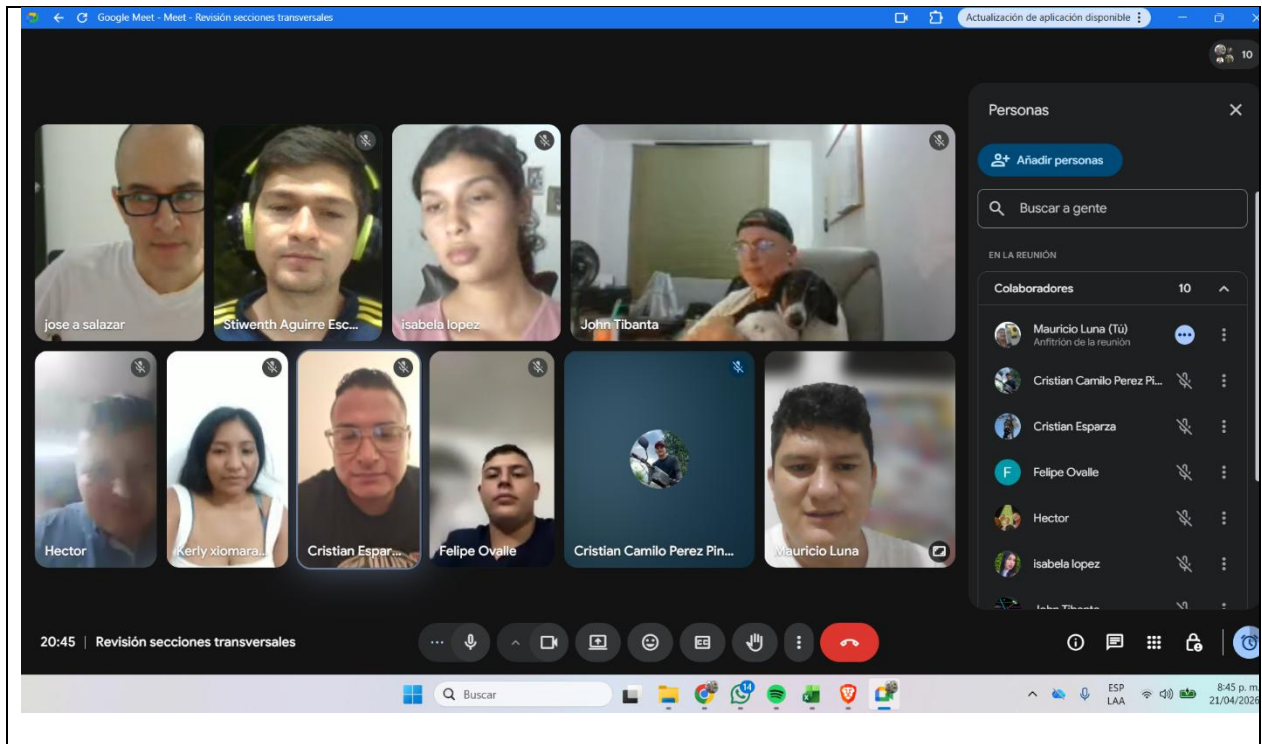 Google Meet - Meet - Revisión secciones transversales
Actualización de aplicación disponible
10
Personas
Añadir personas
Buscar a gente
EN LA REUNIÓN
Colaboradores 10
Mauricio Luna (Tú)
Anfitrión de la reunión
Cristian Camilo Perez Pi...
Cristian Esparza
F Felipe Ovalle
Hector
isabela lopez
John Tibanta
jose a salazar
Stiwenth Aguirre Esc...
isabela lopez
John Tibanta
Hector
Kerly xiomara...
Cristian Espar...
Felipe Ovalle
Cristian Camilo Perez Pin...
Mauricio Luna
20:45 | Revisión secciones transversales
Buscar
14
ESP
LAA
8:45 p. m.
21/04/2026